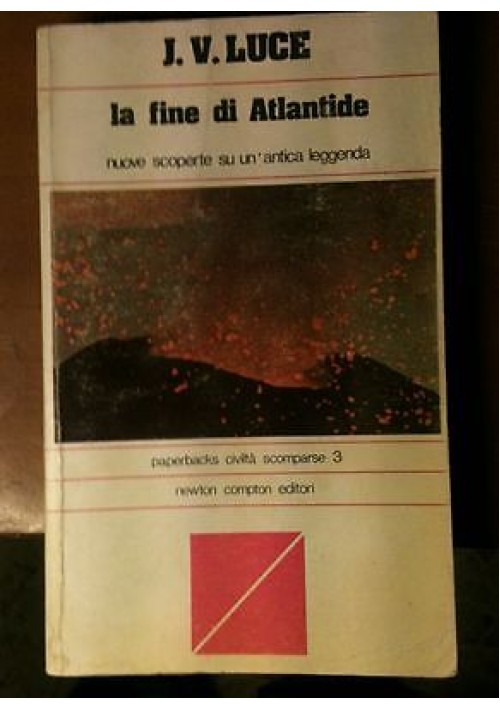 J. V. LUCE
la fine di Atlantide
nuove scoperte su un'antica leggenda
paperbacks civiltà scomparse 3
newton compton editori